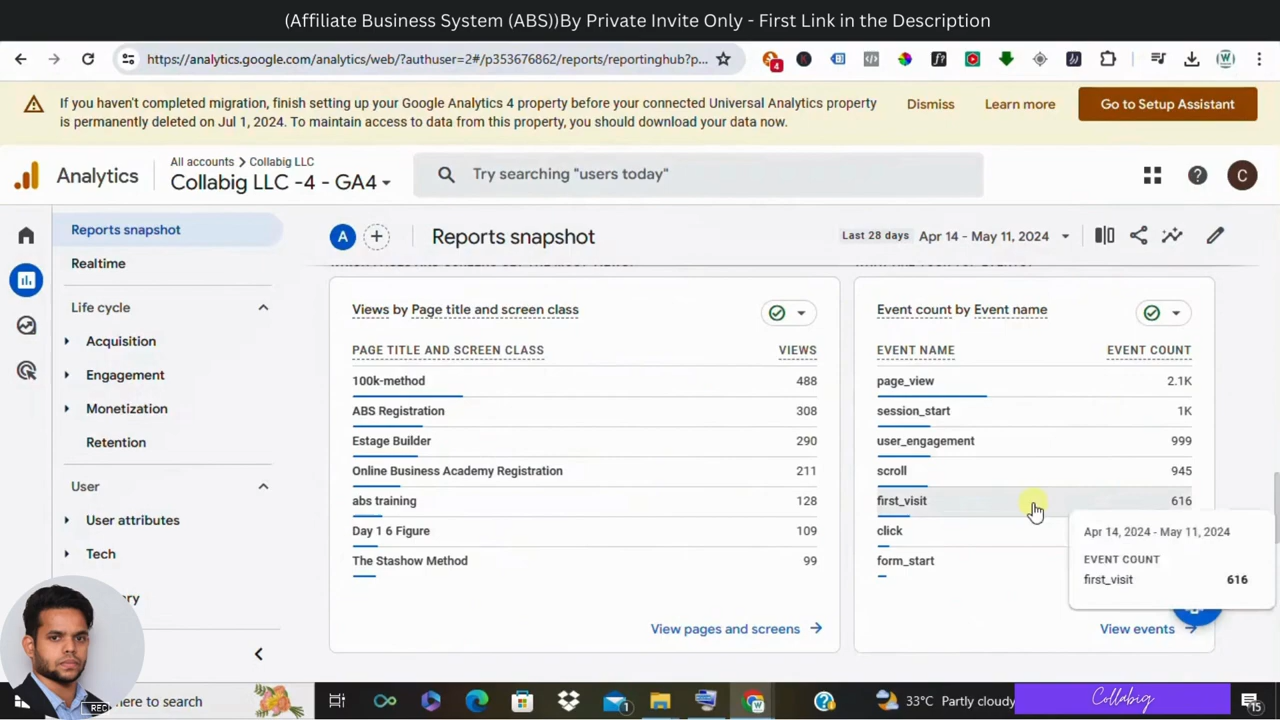 (Affiliate Business System (ABS))By Private Invite Only - First Link in the Description
https://analytics.google.com/analytics/web/?authuser=2#/p353676862/reports/reportinghub?p...
4
If you haven't completed migration, finish setting up your Google Analytics 4 property before your connected Universal Analytics property
is permanently deleted on Jul 1, 2024. To maintain access to data from this property, you should download your data now.
Dismiss
Learn more
Go to Setup Assistant
Analytics
All accounts > Collabig LLC
Collabig LLC -4 - GA4
Try searching "users today"
C
Reports snapshot
Realtime
Life cycle
Acquisition
Engagement
Monetization
Retention
User
User attributes
Tech
A
Reports snapshot
Last 28 days Apr 14 - May 11, 2024
Views by Page title and screen class
PAGE TITLE AND SCREEN CLASS VIEWS
100k-method 488
ABS Registration 308
Estage Builder 290
Online Business Academy Registration 211
abs training 128
Day 1 6 Figure 109
The Stashow Method 99
View pages and screens
Event count by Event name
EVENT NAME EVENT COUNT
page_view 2.1K
session_start 1K
user_engagement 999
scroll 945
first_visit 616
click
form_start
Apr 14, 2024 - May 11, 2024
EVENT COUNT
first_visit 616
View events
REC
here to search
1
33°C Partly cloudy
Collabig
15